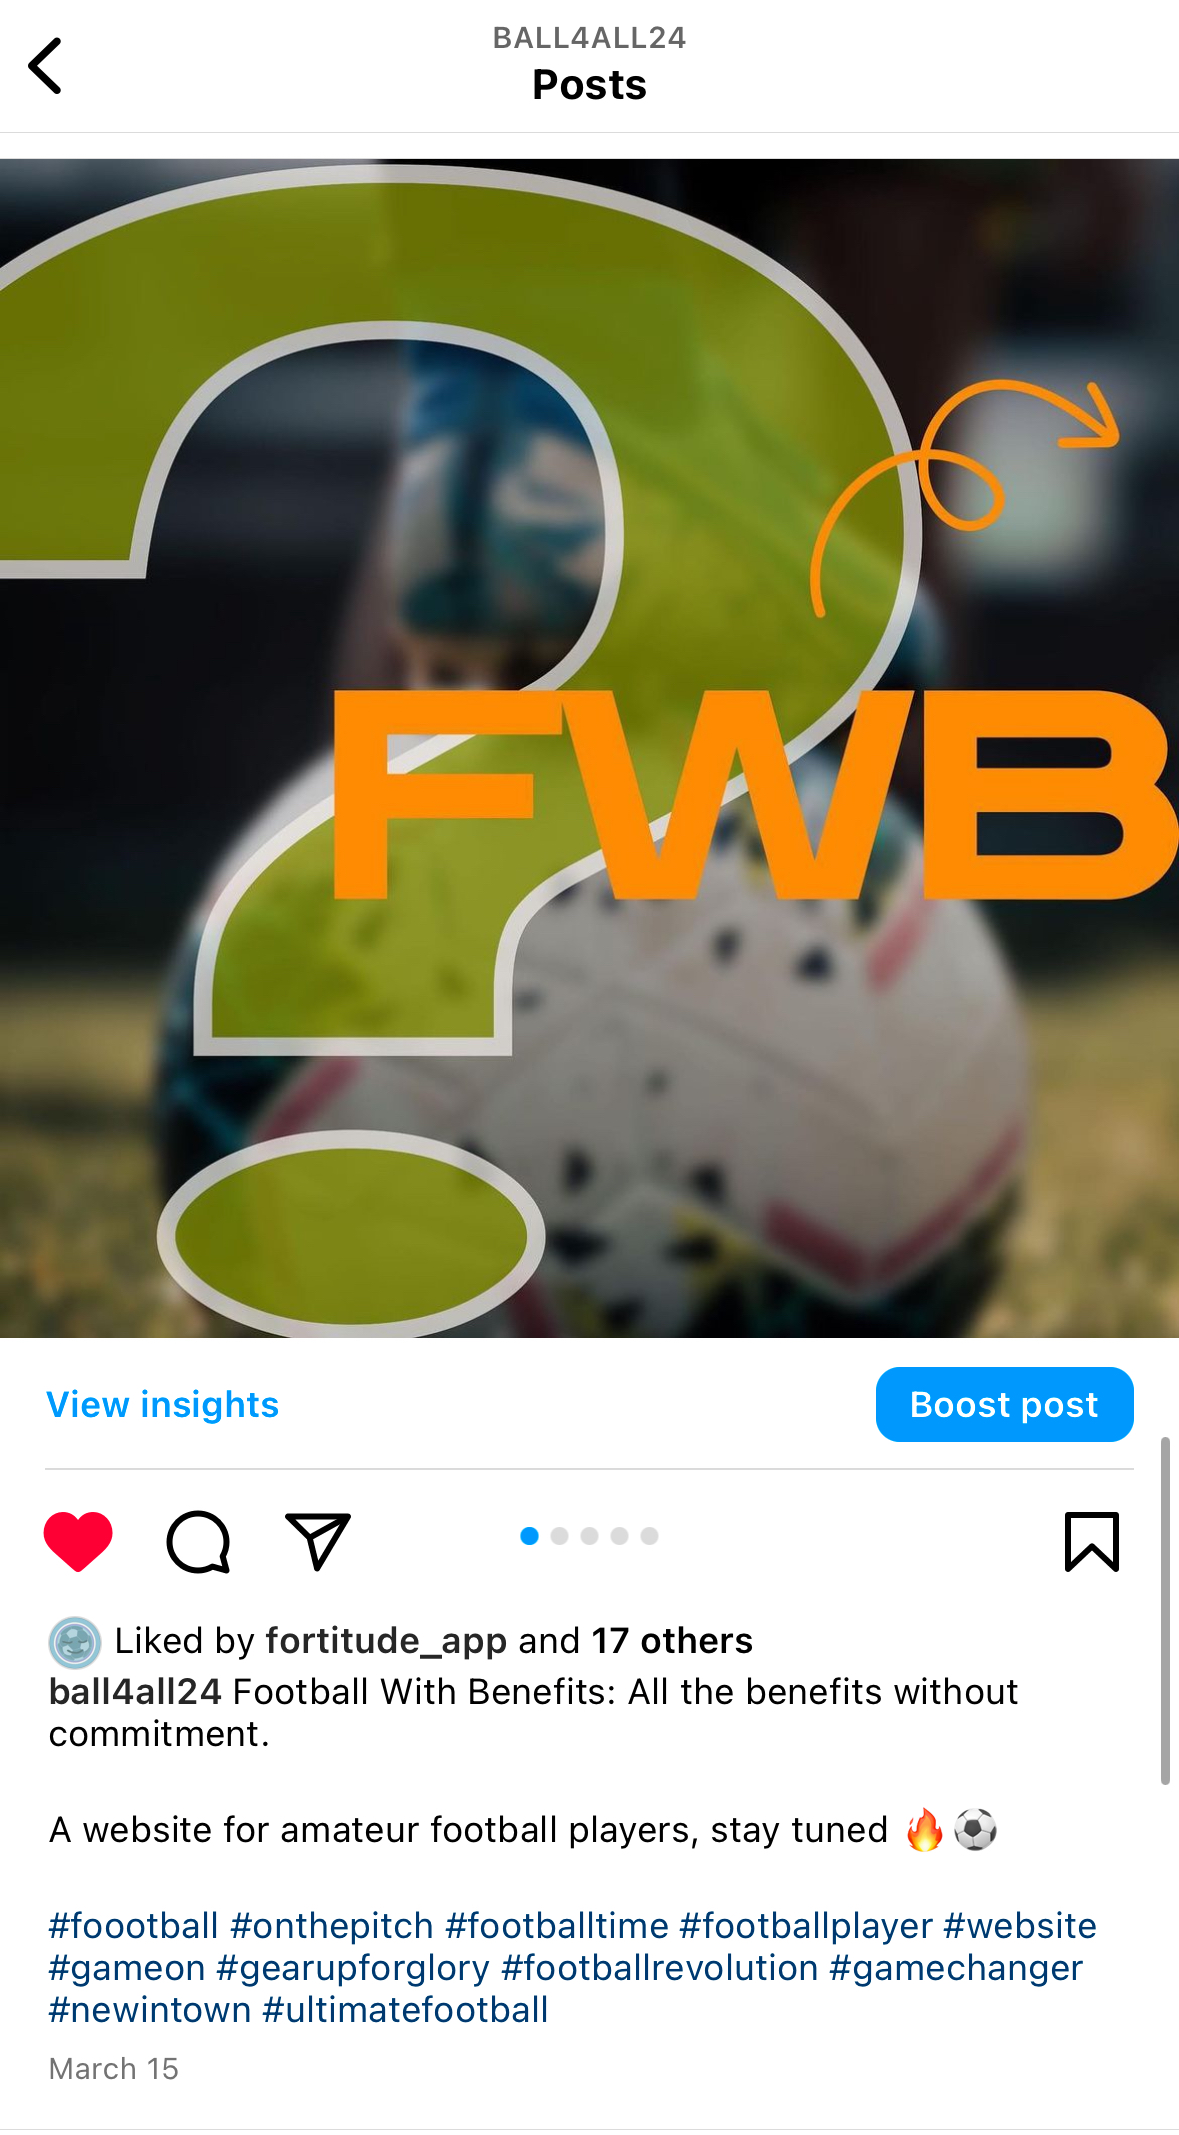 BALL4ALL24
Posts
?
FWB
View insights
Boost post
Liked by fortitude_app and 17 others
ball4all24 Football With Benefits: All the benefits without
commitment.
A website for amateur football players, stay tuned 🔥⚽
#foootball #onthepitch #footballtime #footballplayer #website
#gameon #gearupforglory #footballrevolution #gamechanger
#newintown #ultimatefootball
March 15